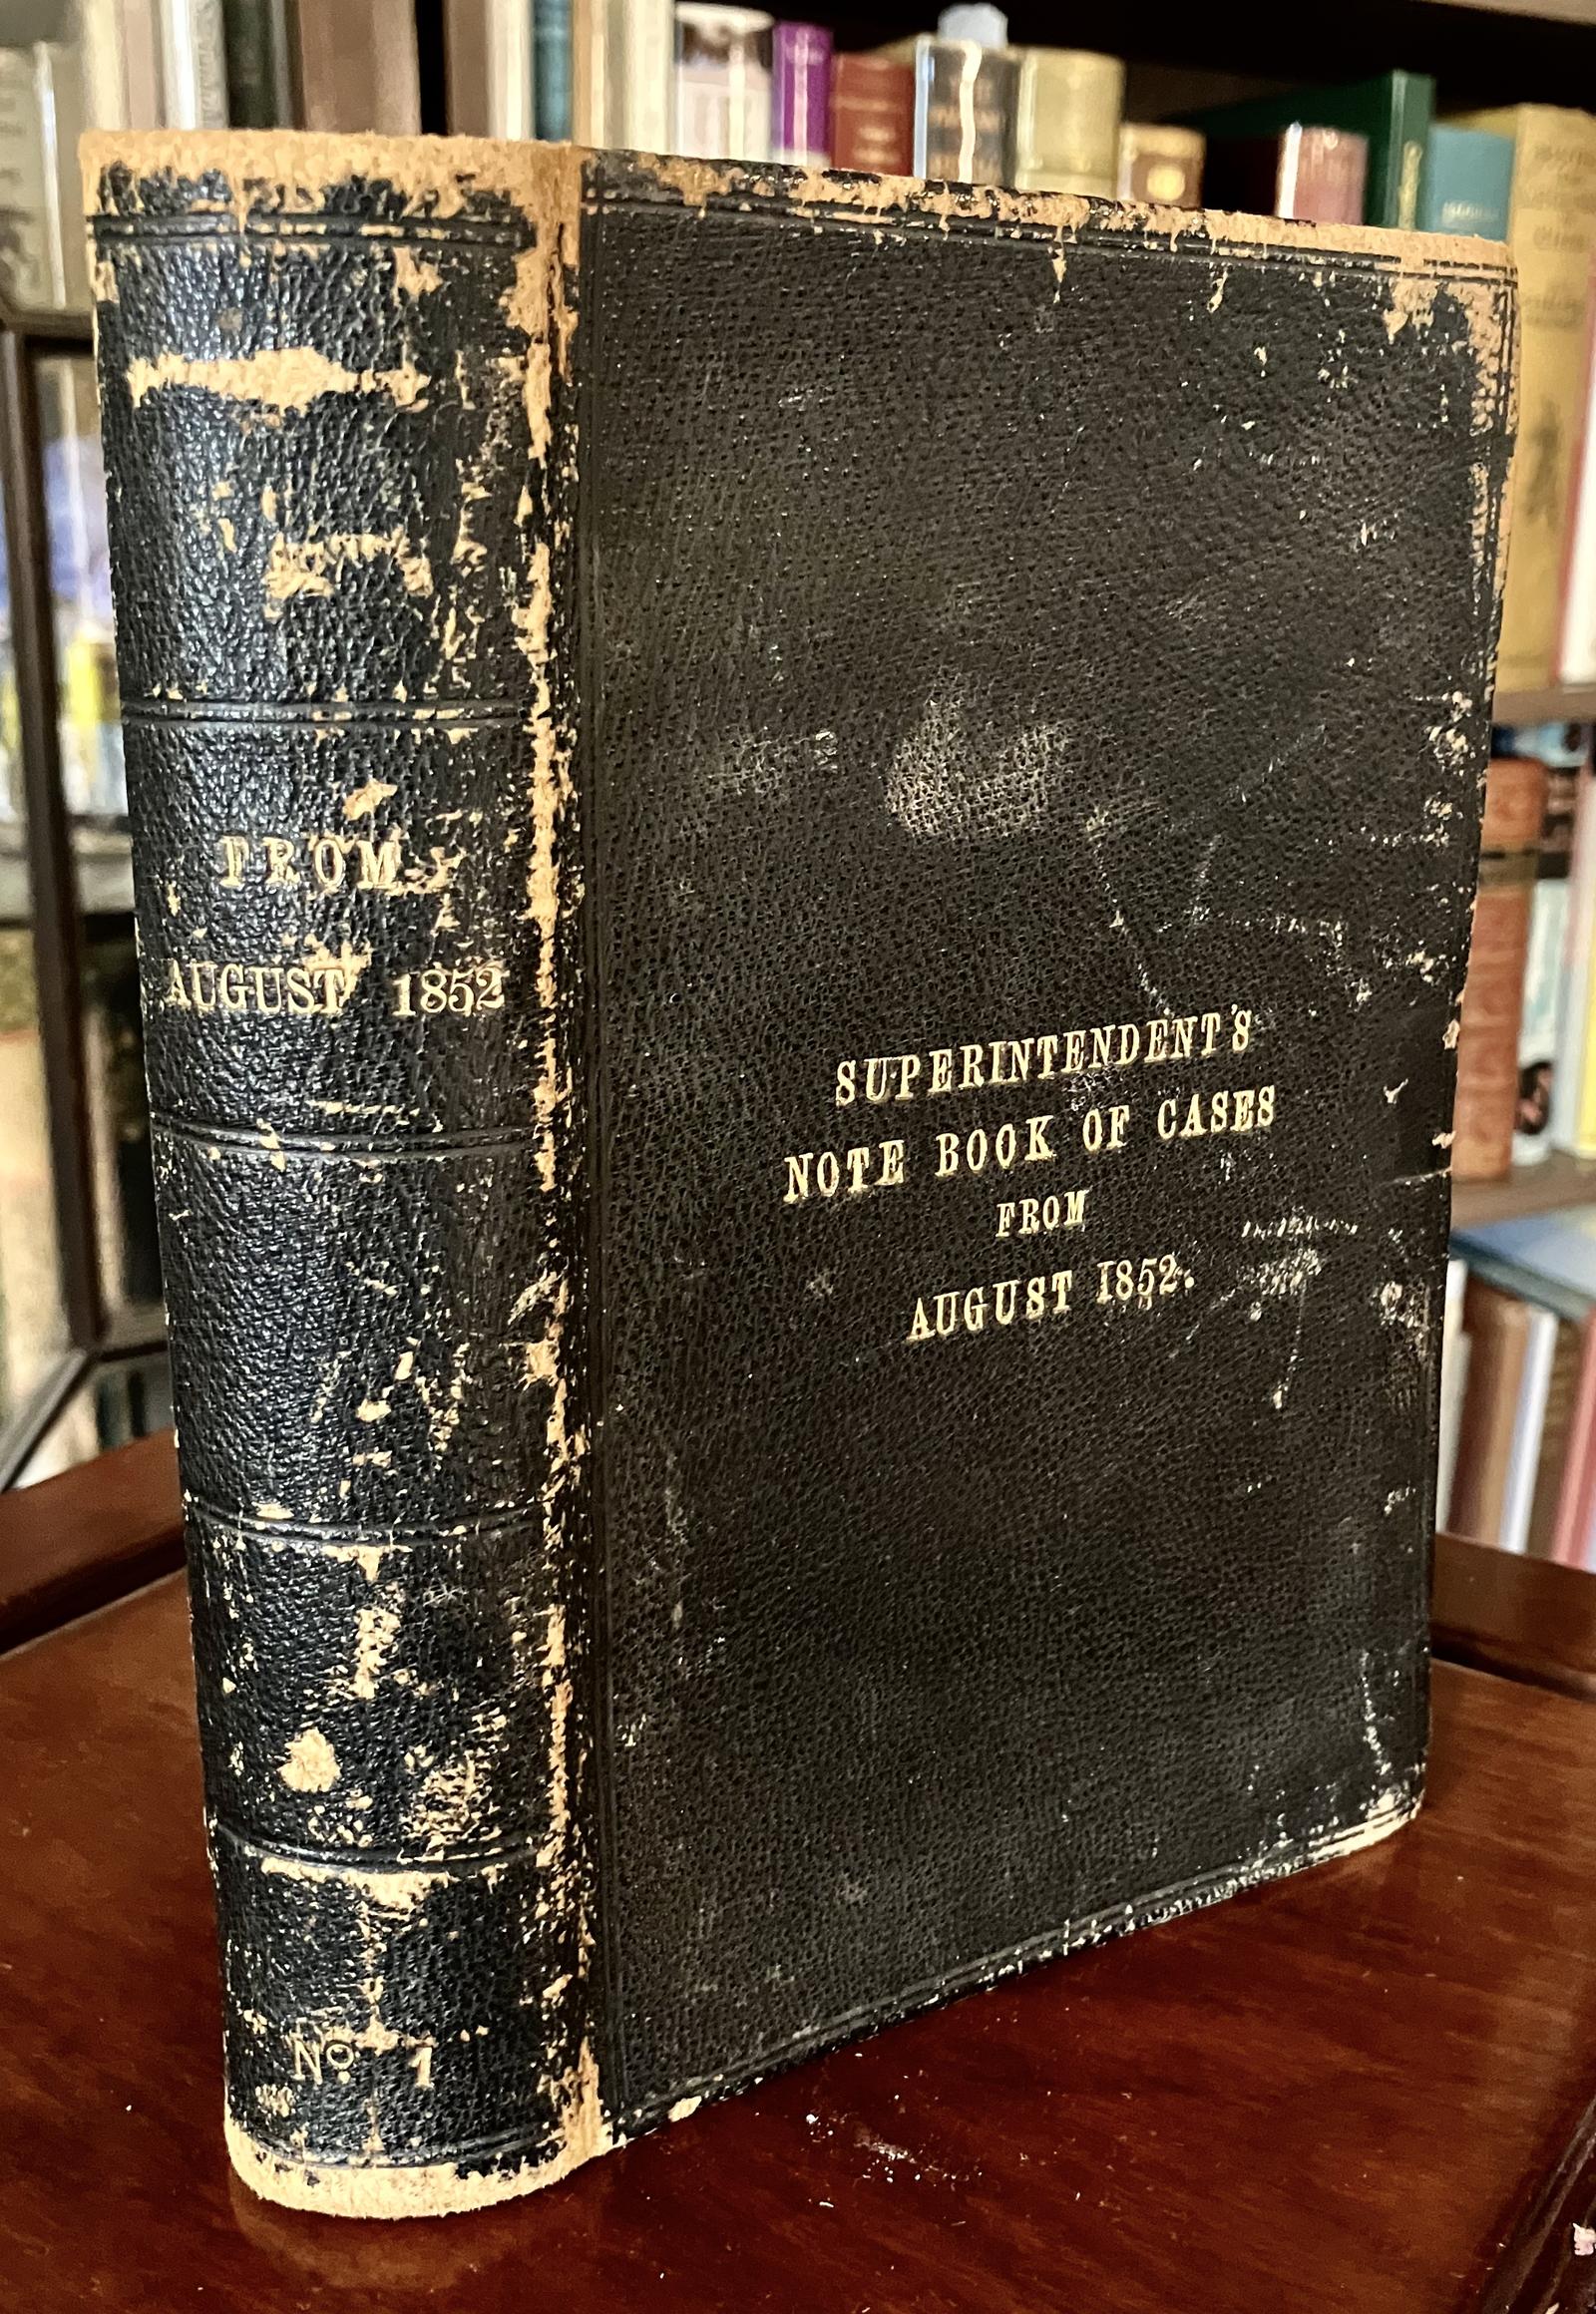 FROM
AUGUST 1852
Nº 1
SUPERINTENDENT'S
NOTE BOOK OF CASES
FROM
AUGUST 1852.